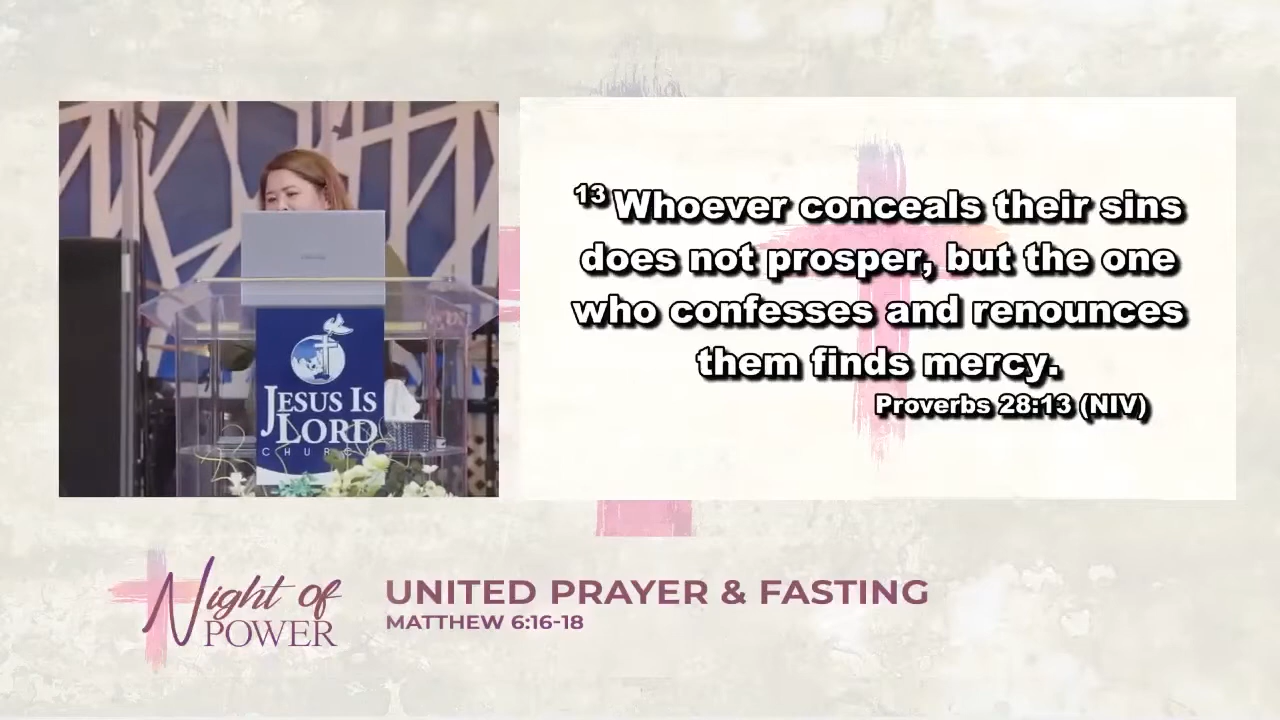 JESUS IS
LORD
CHURCH
13 Whoever conceals their sins
does not prosper, but the one
who confesses and renounces
them finds mercy.
Proverbs 28:13 (NIV)
Night of
POWER
UNITED PRAYER & FASTING
MATTHEW 6:16-18